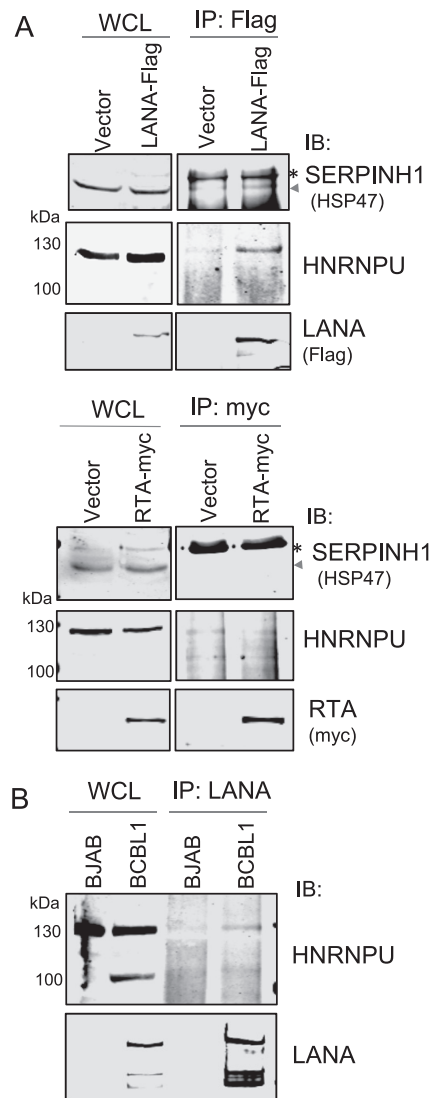 A
WCL IP: Flag
Vector LANA-Flag Vector LANA-Flag
IB:
* SERPINH1
(HSP47)
kDa
130
100
HNRNPU
LANA
(Flag)
WCL IP: myc
Vector RTA-myc Vector RTA-myc
IB:
* SERPINH1
(HSP47)
kDa
130
100
HNRNPU
RTA
(myc)
B
WCL IP: LANA
BJAB BCBL1 BJAB BCBL1
IB:
kDa
130
100
HNRNPU
LANA